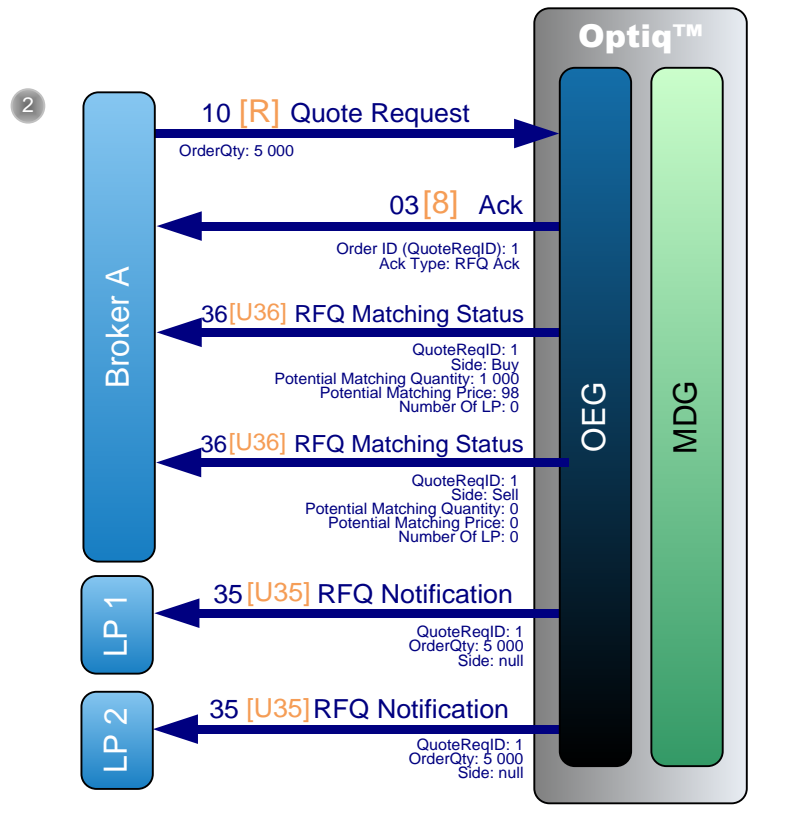 Optiq™
2
10 [R] Quote Request
OrderQty: 5 000
03 [8] Ack
Order ID (QuoteReqID): 1
Ack Type: RFQ Ack
Broker A
36 [U36] RFQ Matching Status
QuoteReqID: 1
Side: Buy
Potential Matching Quantity: 1 000
Potential Matching Price: 98
Number Of LP: 0
OEG
MDG
36 [U36] RFQ Matching Status
QuoteReqID: 1
Side: Sell
Potential Matching Quantity: 0
Potential Matching Price: 0
Number Of LP: 0
LP 1
35 [U35] RFQ Notification
QuoteReqID: 1
OrderQty: 5 000
Side: null
LP 2
35 [U35] RFQ Notification
QuoteReqID: 1
OrderQty: 5 000
Side: null